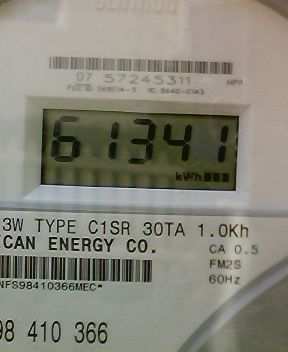 07 57245311
61341
kWh
3W TYPE C1SR 30TA 1.0Kh
CAN ENERGY CO.
CA 0.5
FM2S
60Hz
NFS98410366MEC*
98 410 366